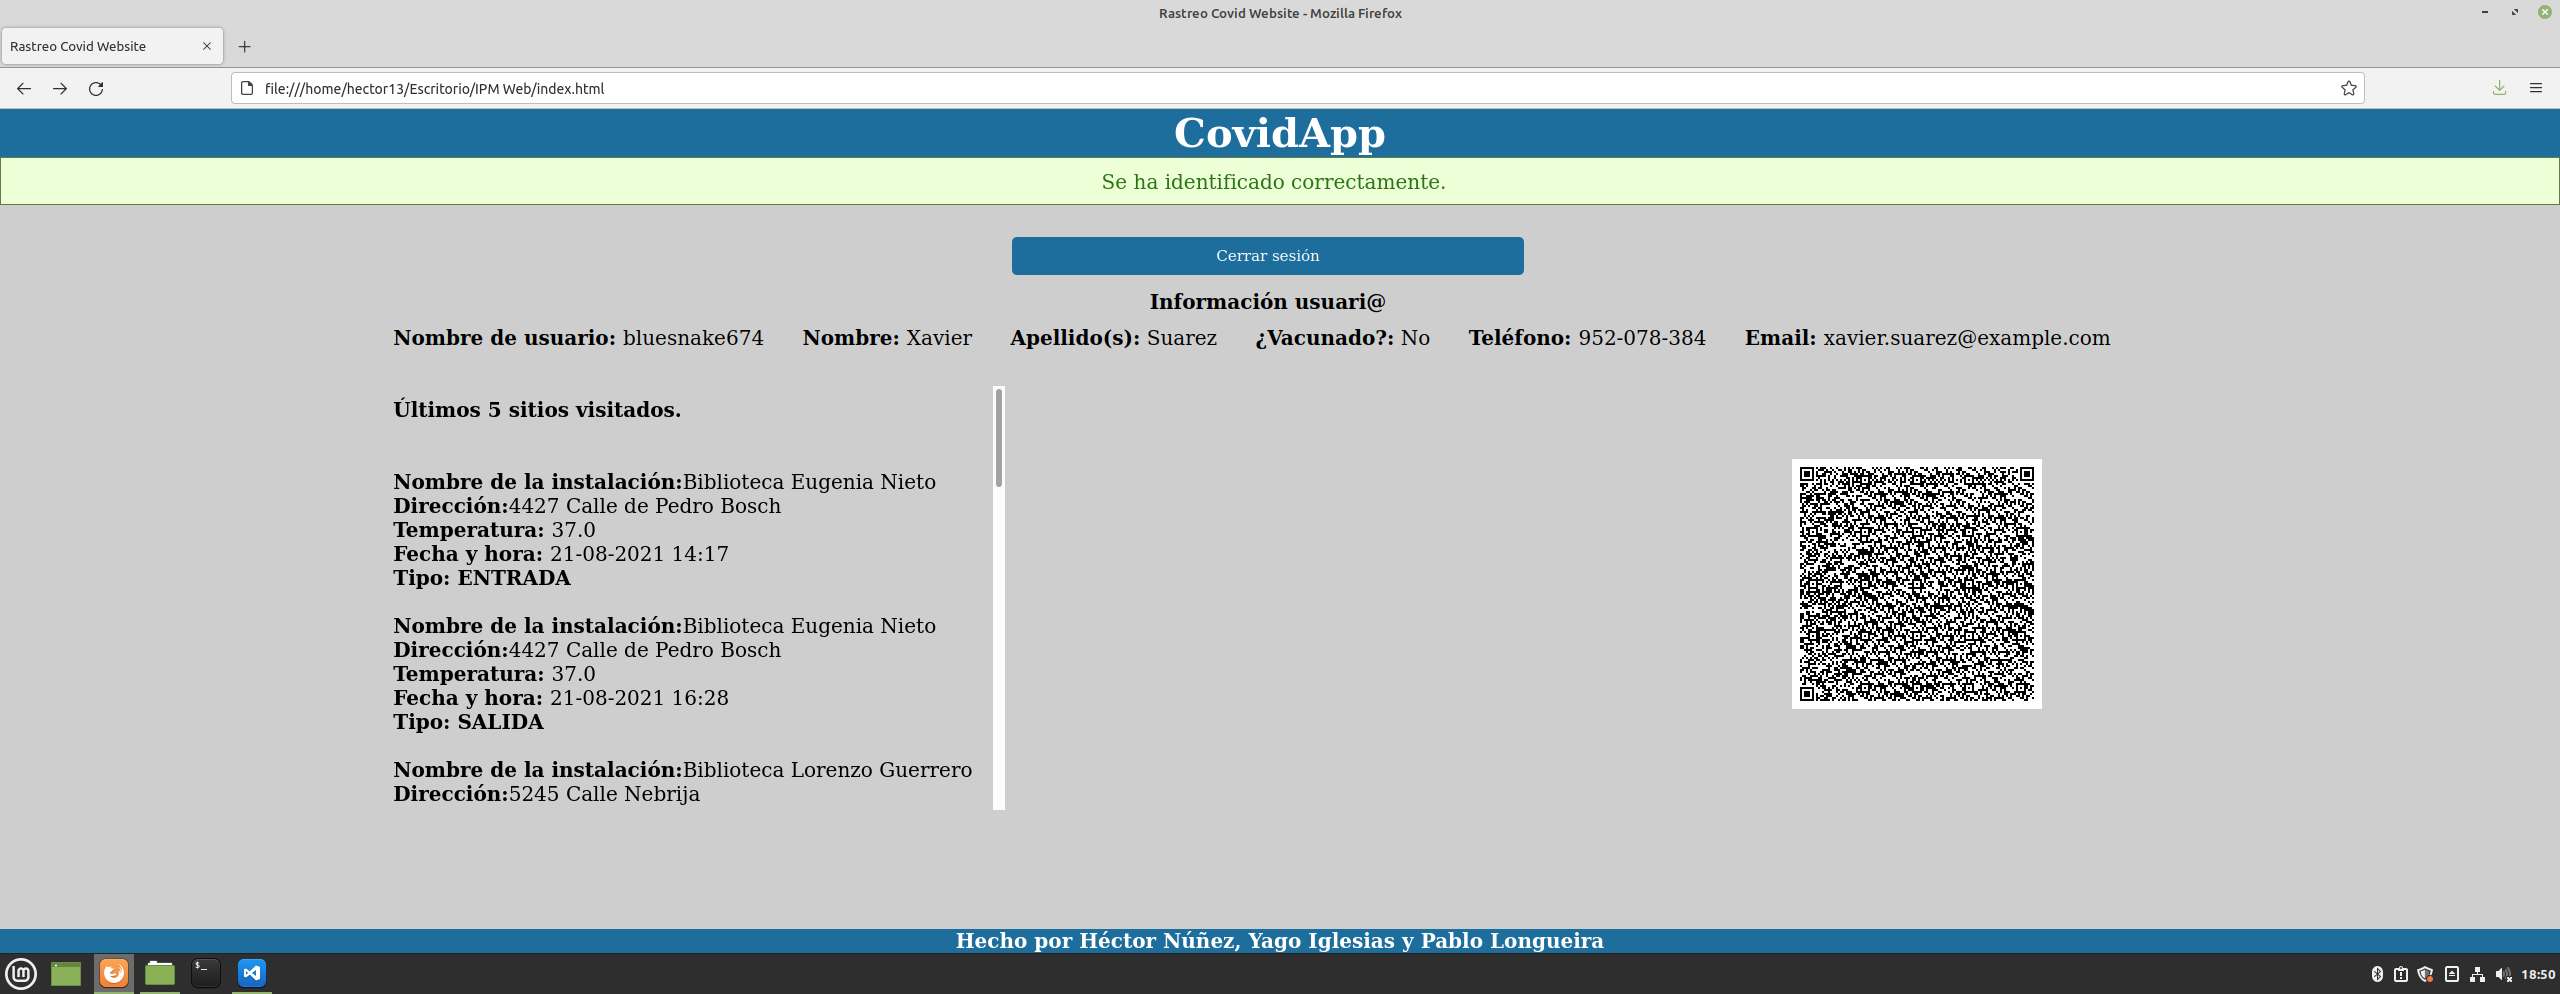 Rastreo Covid Website - Mozilla Firefox
Rastreo Covid Website
file:///home/hector13/Escritorio/IPM Web/index.html
CovidApp
Se ha identificado correctamente.
Cerrar sesión
Información usuari@
Nombre de usuario: bluesnake674 Nombre: Xavier Apellido(s): Suarez ¿Vacunado?: No Teléfono: 952-078-384 Email: xavier.suarez@example.com
Últimos 5 sitios visitados.
Nombre de la instalación:Biblioteca Eugenia Nieto
Dirección:4427 Calle de Pedro Bosch
Temperatura: 37.0
Fecha y hora: 21-08-2021 14:17
Tipo: ENTRADA
Nombre de la instalación:Biblioteca Eugenia Nieto
Dirección:4427 Calle de Pedro Bosch
Temperatura: 37.0
Fecha y hora: 21-08-2021 16:28
Tipo: SALIDA
Nombre de la instalación:Biblioteca Lorenzo Guerrero
Dirección:5245 Calle Nebrija
Hecho por Héctor Núñez, Yago Iglesias y Pablo Longueira
$_
18:50